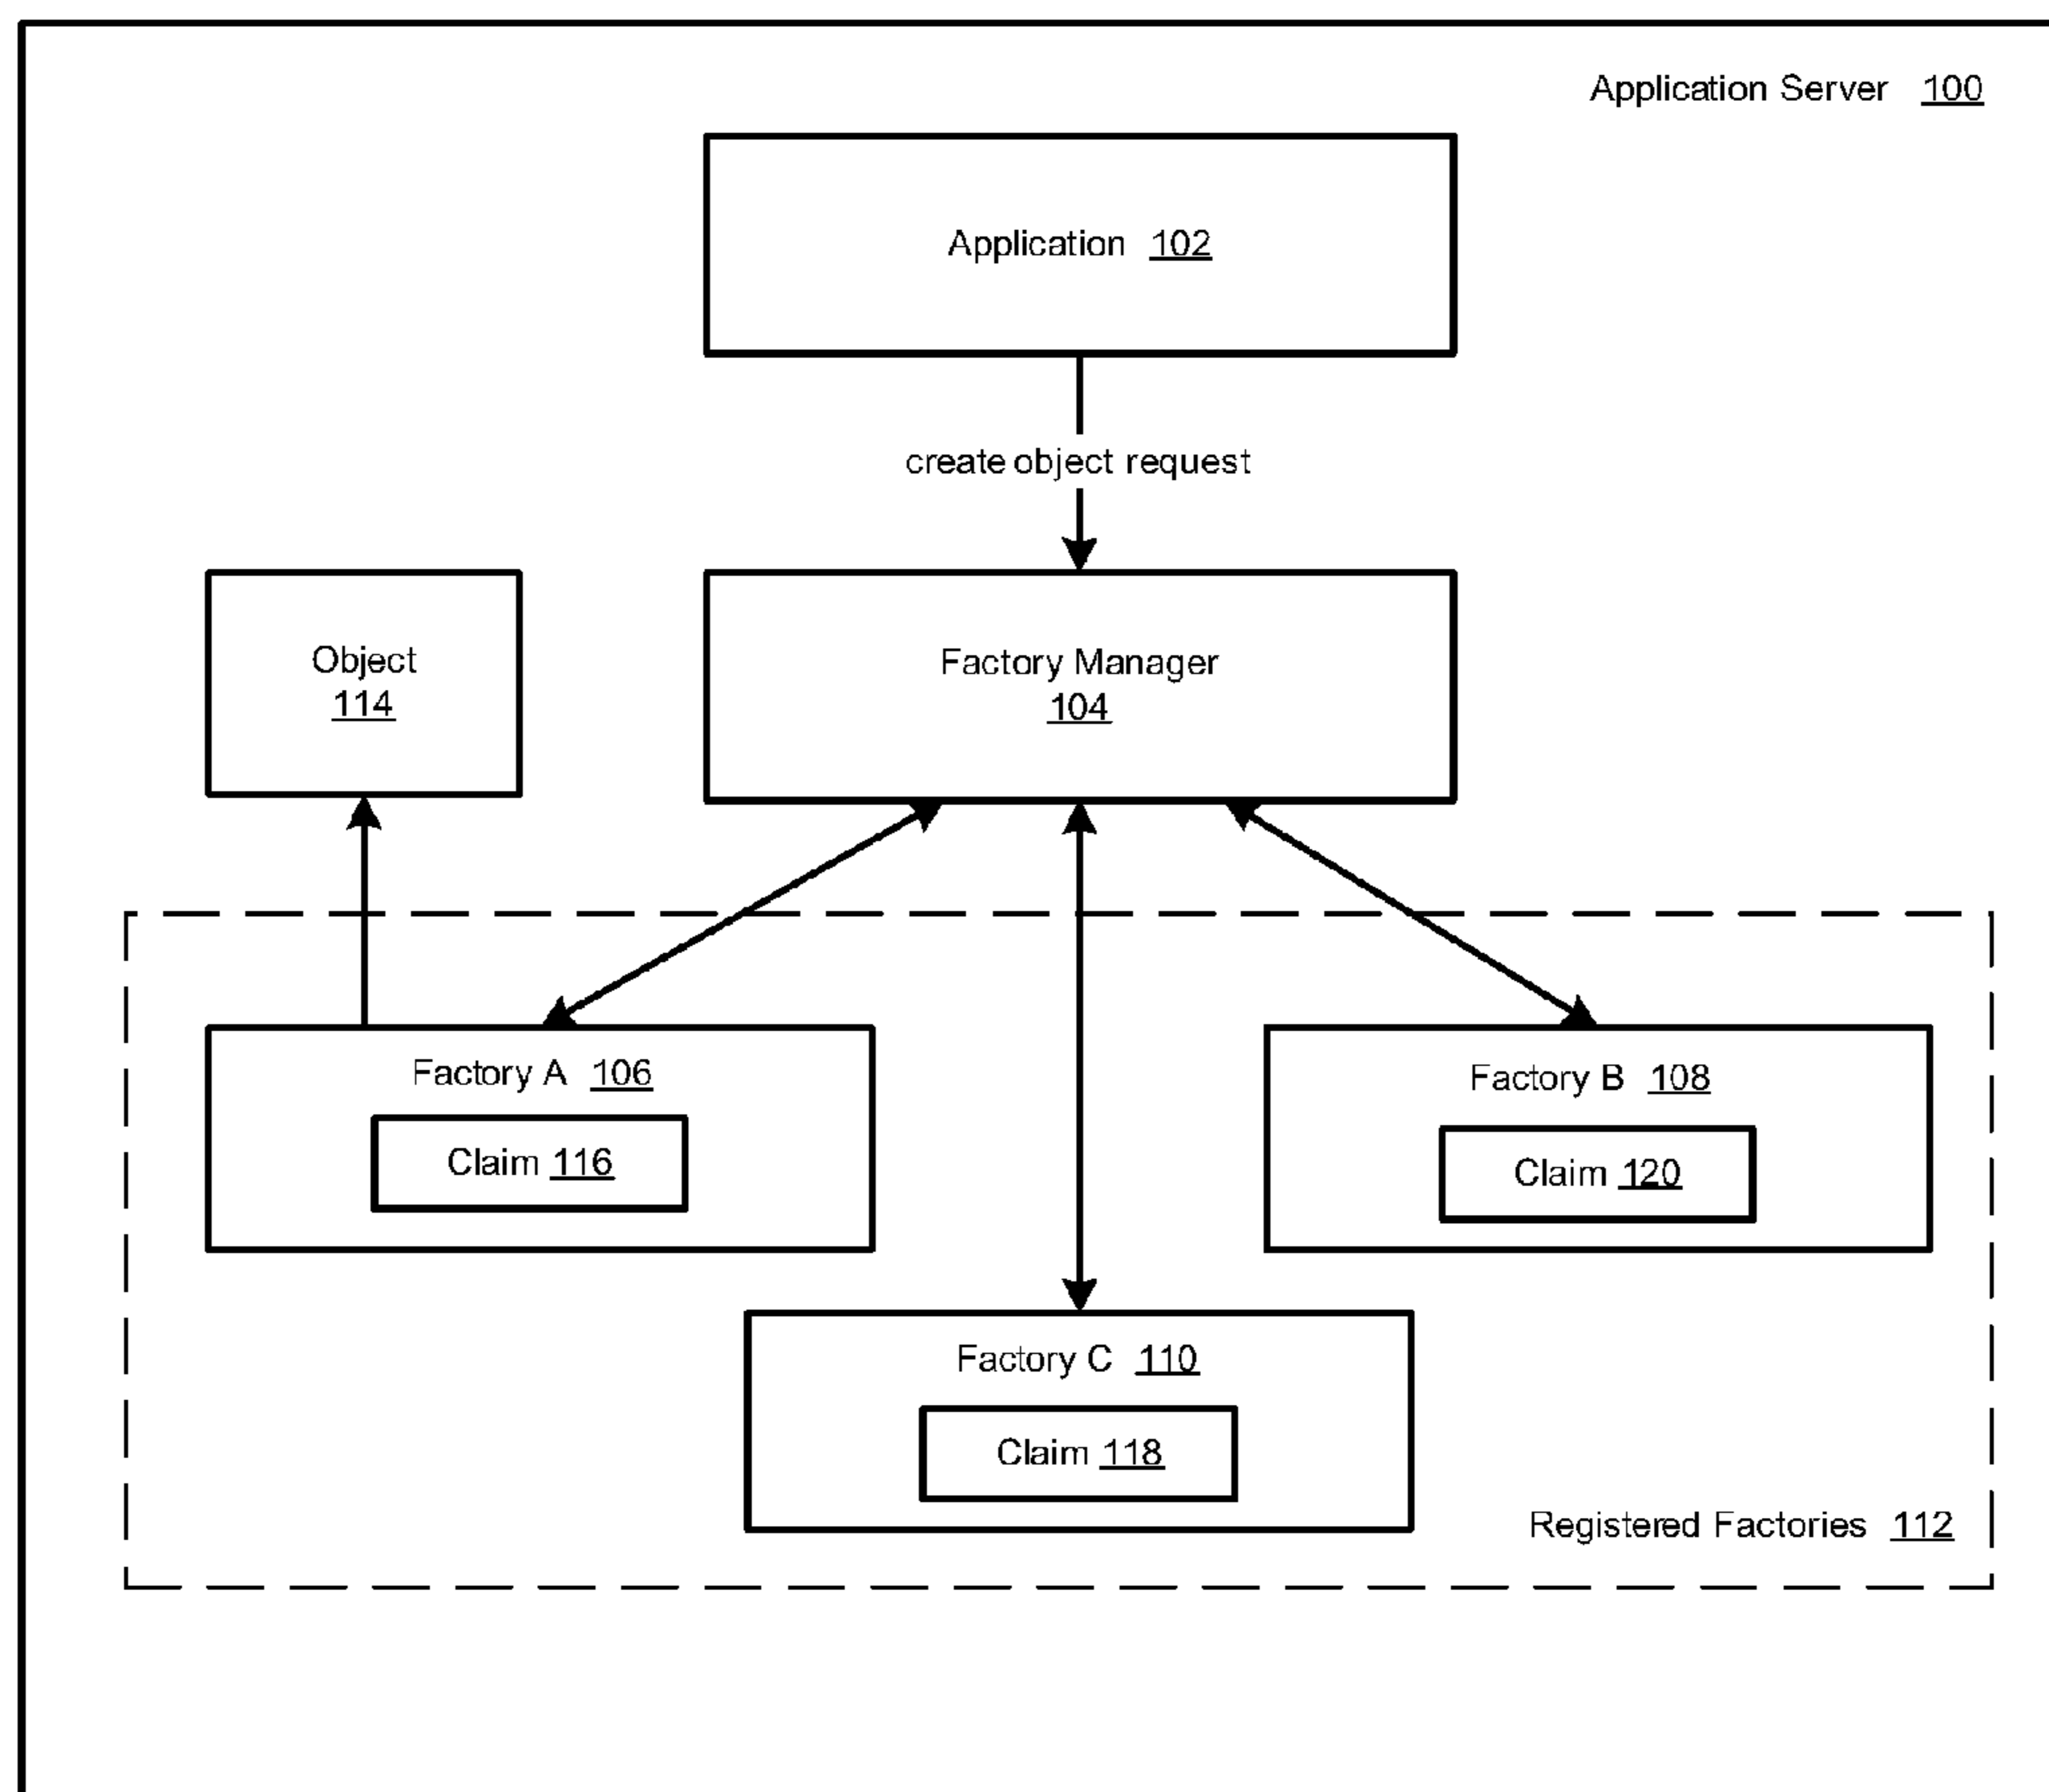 Application Server 100
Application 102
create object request
Object
114
Factory Manager
104
Factory A 106
Claim 116
Factory B 108
Claim 120
Factory C 110
Claim 118
Registered Factories 112